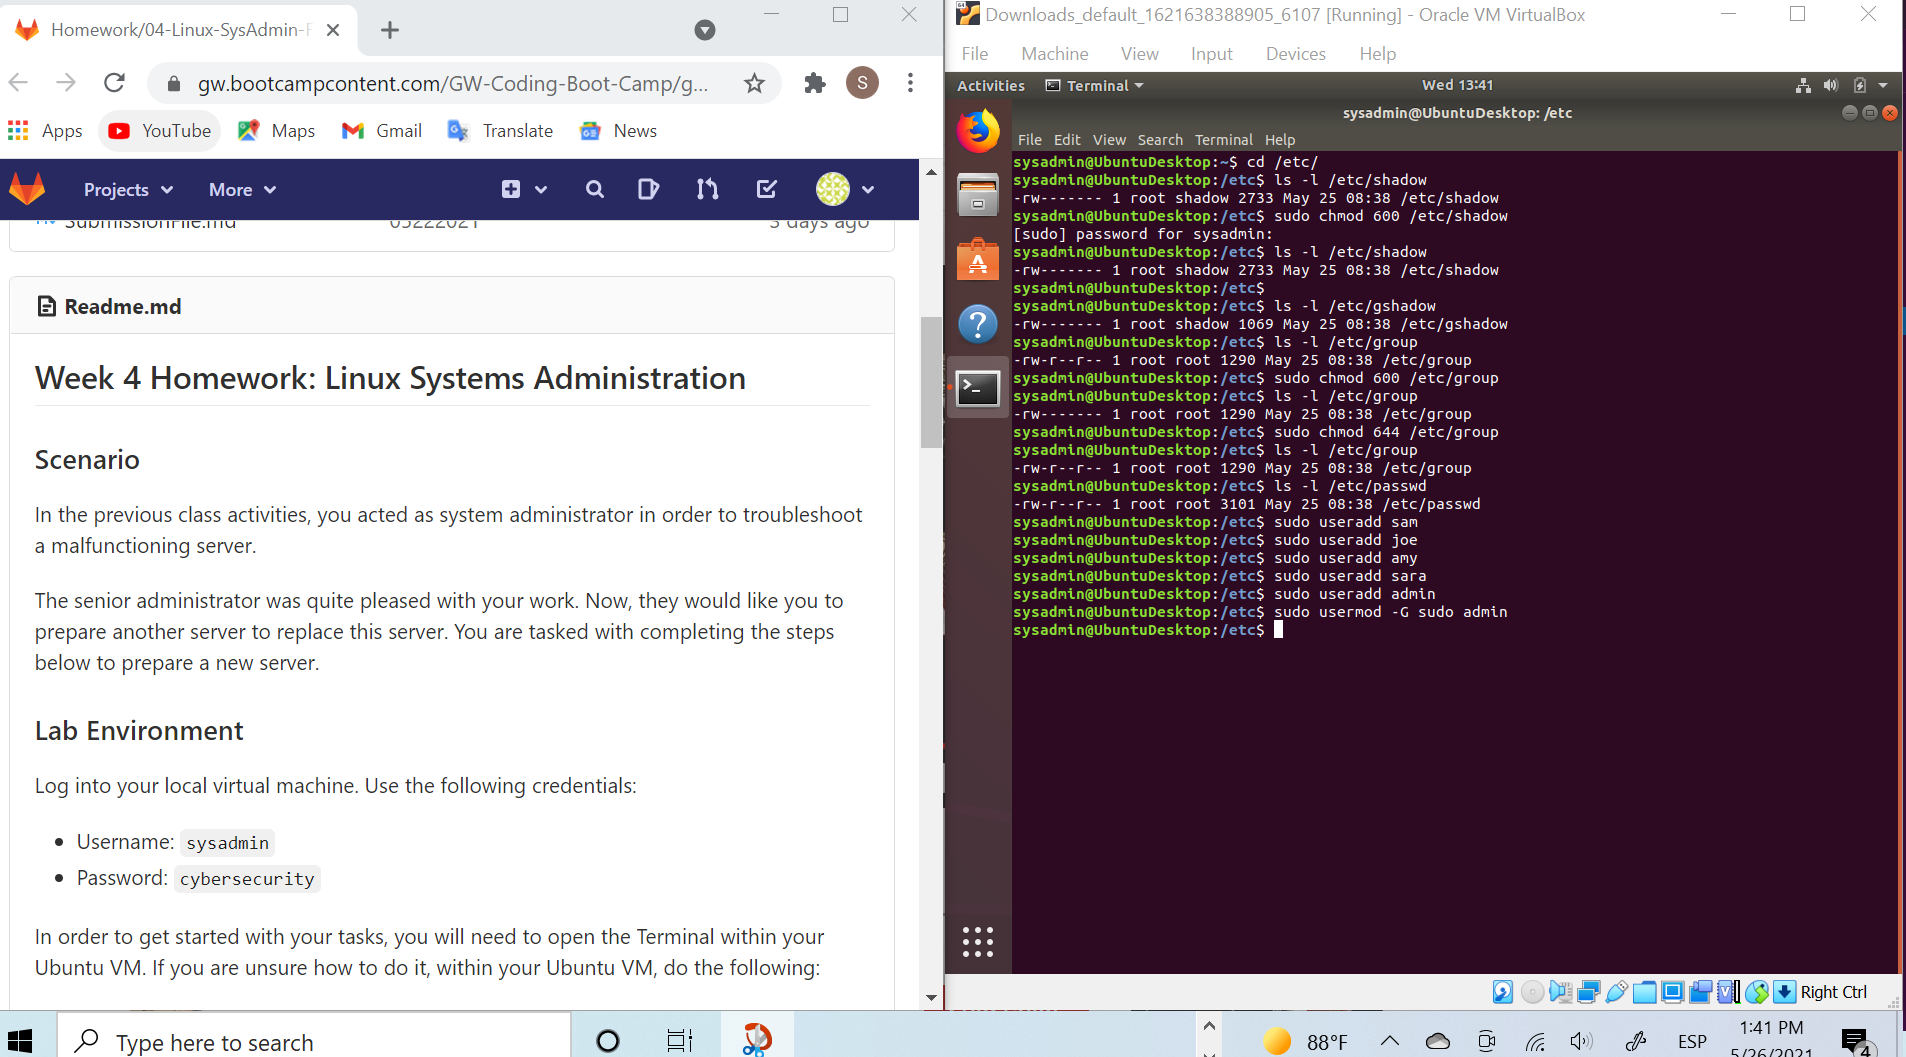 Homework/04-Linux-SysAdmin-F
gw.bootcampcontent.com/GW-Coding-Boot-Camp/g...
S
Apps
YouTube
Maps
Gmail
Translate
News
Projects
More
SubmissionFile.md
05222021
3 days ago
Readme.md
Week 4 Homework: Linux Systems Administration
Scenario
In the previous class activities, you acted as system administrator in order to troubleshoot
a malfunctioning server.
The senior administrator was quite pleased with your work. Now, they would like you to
prepare another server to replace this server. You are tasked with completing the steps
below to prepare a new server.
Lab Environment
Log into your local virtual machine. Use the following credentials:
Username: sysadmin
Password: cybersecurity
In order to get started with your tasks, you will need to open the Terminal within your
Ubuntu VM. If you are unsure how to do it, within your Ubuntu VM, do the following:
Downloads_default_1621638388905_6107 [Running] - Oracle VM VirtualBox
File Machine View Input Devices Help
Activities Terminal Wed 13:41
sysadmin@UbuntuDesktop: /etc
File Edit View Search Terminal Help
sysadmin@UbuntuDesktop:~$ cd /etc/
sysadmin@UbuntuDesktop:/etc$ ls -l /etc/shadow
-rw------- 1 root shadow 2733 May 25 08:38 /etc/shadow
sysadmin@UbuntuDesktop:/etc$ sudo chmod 600 /etc/shadow
[sudo] password for sysadmin:
sysadmin@UbuntuDesktop:/etc$ ls -l /etc/shadow
-rw------- 1 root shadow 2733 May 25 08:38 /etc/shadow
sysadmin@UbuntuDesktop:/etc$
sysadmin@UbuntuDesktop:/etc$ ls -l /etc/gshadow
-rw------- 1 root shadow 1069 May 25 08:38 /etc/gshadow
sysadmin@UbuntuDesktop:/etc$ ls -l /etc/group
-rw-r--r-- 1 root root 1290 May 25 08:38 /etc/group
sysadmin@UbuntuDesktop:/etc$ sudo chmod 600 /etc/group
sysadmin@UbuntuDesktop:/etc$ ls -l /etc/group
-rw------- 1 root root 1290 May 25 08:38 /etc/group
sysadmin@UbuntuDesktop:/etc$ sudo chmod 644 /etc/group
sysadmin@UbuntuDesktop:/etc$ ls -l /etc/group
-rw-r--r-- 1 root root 1290 May 25 08:38 /etc/group
sysadmin@UbuntuDesktop:/etc$ ls -l /etc/passwd
-rw-r--r-- 1 root root 3101 May 25 08:38 /etc/passwd
sysadmin@UbuntuDesktop:/etc$ sudo useradd sam
sysadmin@UbuntuDesktop:/etc$ sudo useradd joe
sysadmin@UbuntuDesktop:/etc$ sudo useradd amy
sysadmin@UbuntuDesktop:/etc$ sudo useradd sara
sysadmin@UbuntuDesktop:/etc$ sudo useradd admin
sysadmin@UbuntuDesktop:/etc$ sudo usermod -G sudo admin
sysadmin@UbuntuDesktop:/etc$
Right Ctrl
Type here to search
88°F
ESP
1:41 PM
5/26/2021
4